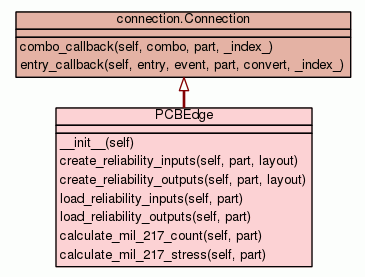 connection.Connection
combo_callback(self, combo, part, _index_)
entry_callback(self, entry, event, part, convert, _index_)
PCBEdge
__init__(self)
create_reliability_inputs(self, part, layout)
create_reliability_outputs(self, part, layout)
load_reliability_inputs(self, part)
load_reliability_outputs(self, part)
calculate_mil_217_count(self, part)
calculate_mil_217_stress(self, part)